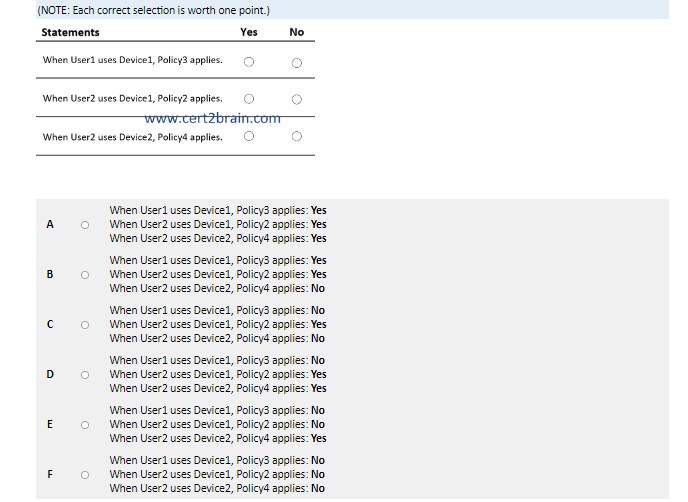 (NOTE: Each correct selection is worth one point.)
Statements Yes No
When User1 uses Device1, Policy3 applies.
When User2 uses Device1, Policy2 applies.
www.cert2brain.com
When User2 uses Device2, Policy4 applies.
When User1 uses Device1, Policy3 applies: Yes
A When User2 uses Device1, Policy2 applies: Yes
When User2 uses Device2, Policy4 applies: Yes
When User1 uses Device1, Policy3 applies: Yes
B When User2 uses Device1, Policy2 applies: Yes
When User2 uses Device2, Policy4 applies: No
When User1 uses Device1, Policy3 applies: No
C When User2 uses Device1, Policy2 applies: Yes
When User2 uses Device2, Policy4 applies: No
When User1 uses Device1, Policy3 applies: No
D When User2 uses Device1, Policy2 applies: Yes
When User2 uses Device2, Policy4 applies: Yes
When User1 uses Device1, Policy3 applies: No
E When User2 uses Device1, Policy2 applies: No
When User2 uses Device2, Policy4 applies: Yes
When User1 uses Device1, Policy3 applies: No
F When User2 uses Device1, Policy2 applies: No
When User2 uses Device2, Policy4 applies: No